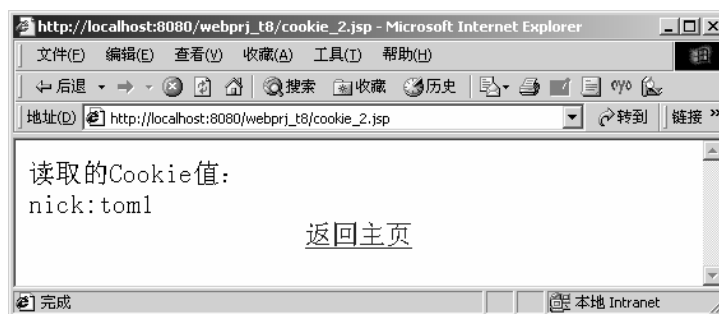 http://localhost:8080/webprj_t8/cookie_2.jsp - Microsoft Internet Explorer
文件(F) 编辑(E) 查看(V) 收藏(A) 工具(T) 帮助(H)
后退 搜索 收藏 历史
地址(D) http://localhost:8080/webprj_t8/cookie_2.jsp 转到 链接 »
读取的Cookie值:
nick:tom1
返回主页
完成 本地 Intranet